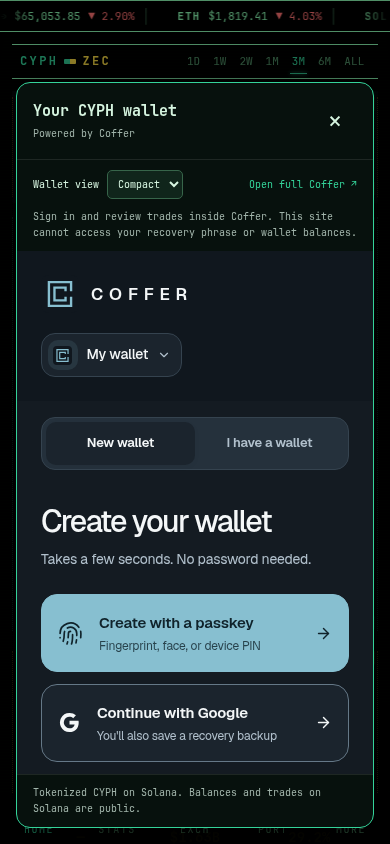 $65,053.85 ▼ 2.90% ETH $1,819.41 ▼ 4.03% SOL
CYPH ZEC 1D 1W 2W 1M 3M 6M ALL
Your CYPH wallet
Powered by Coffer
×
Wallet view Compact Open full Coffer ↗
Sign in and review trades inside Coffer. This site
cannot access your recovery phrase or wallet balances.
COFFER
My wallet
New wallet I have a wallet
Create your wallet
Takes a few seconds. No password needed.
Create with a passkey
Fingerprint, face, or device PIN
G Continue with Google
You'll also save a recovery backup
Tokenized CYPH on Solana. Balances and trades on
Solana are public.
HOME STATS EXCH PORT MORE